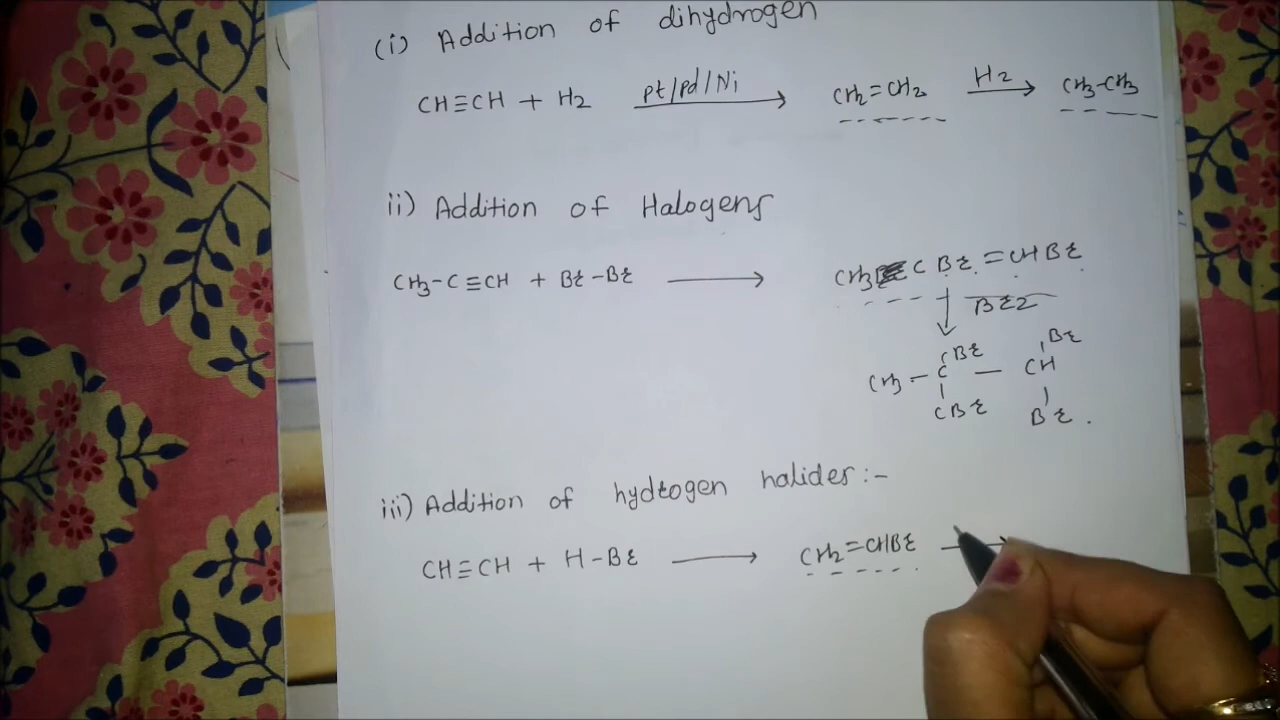 (i) Addition of dihydrogen
CH≡CH + H2 pt/pd/Ni → CH2=CH2 H2 → CH3-CH3
ii) Addition of Halogens
CH3-C≡CH + Br-Br → CH3 C Br=CHBr
↓ Br2
Br Br
CH3 - C - CH
CBr Br.
iii) Addition of hydrogen halides:-
CH≡CH + H-Br → CH2=CHBr →